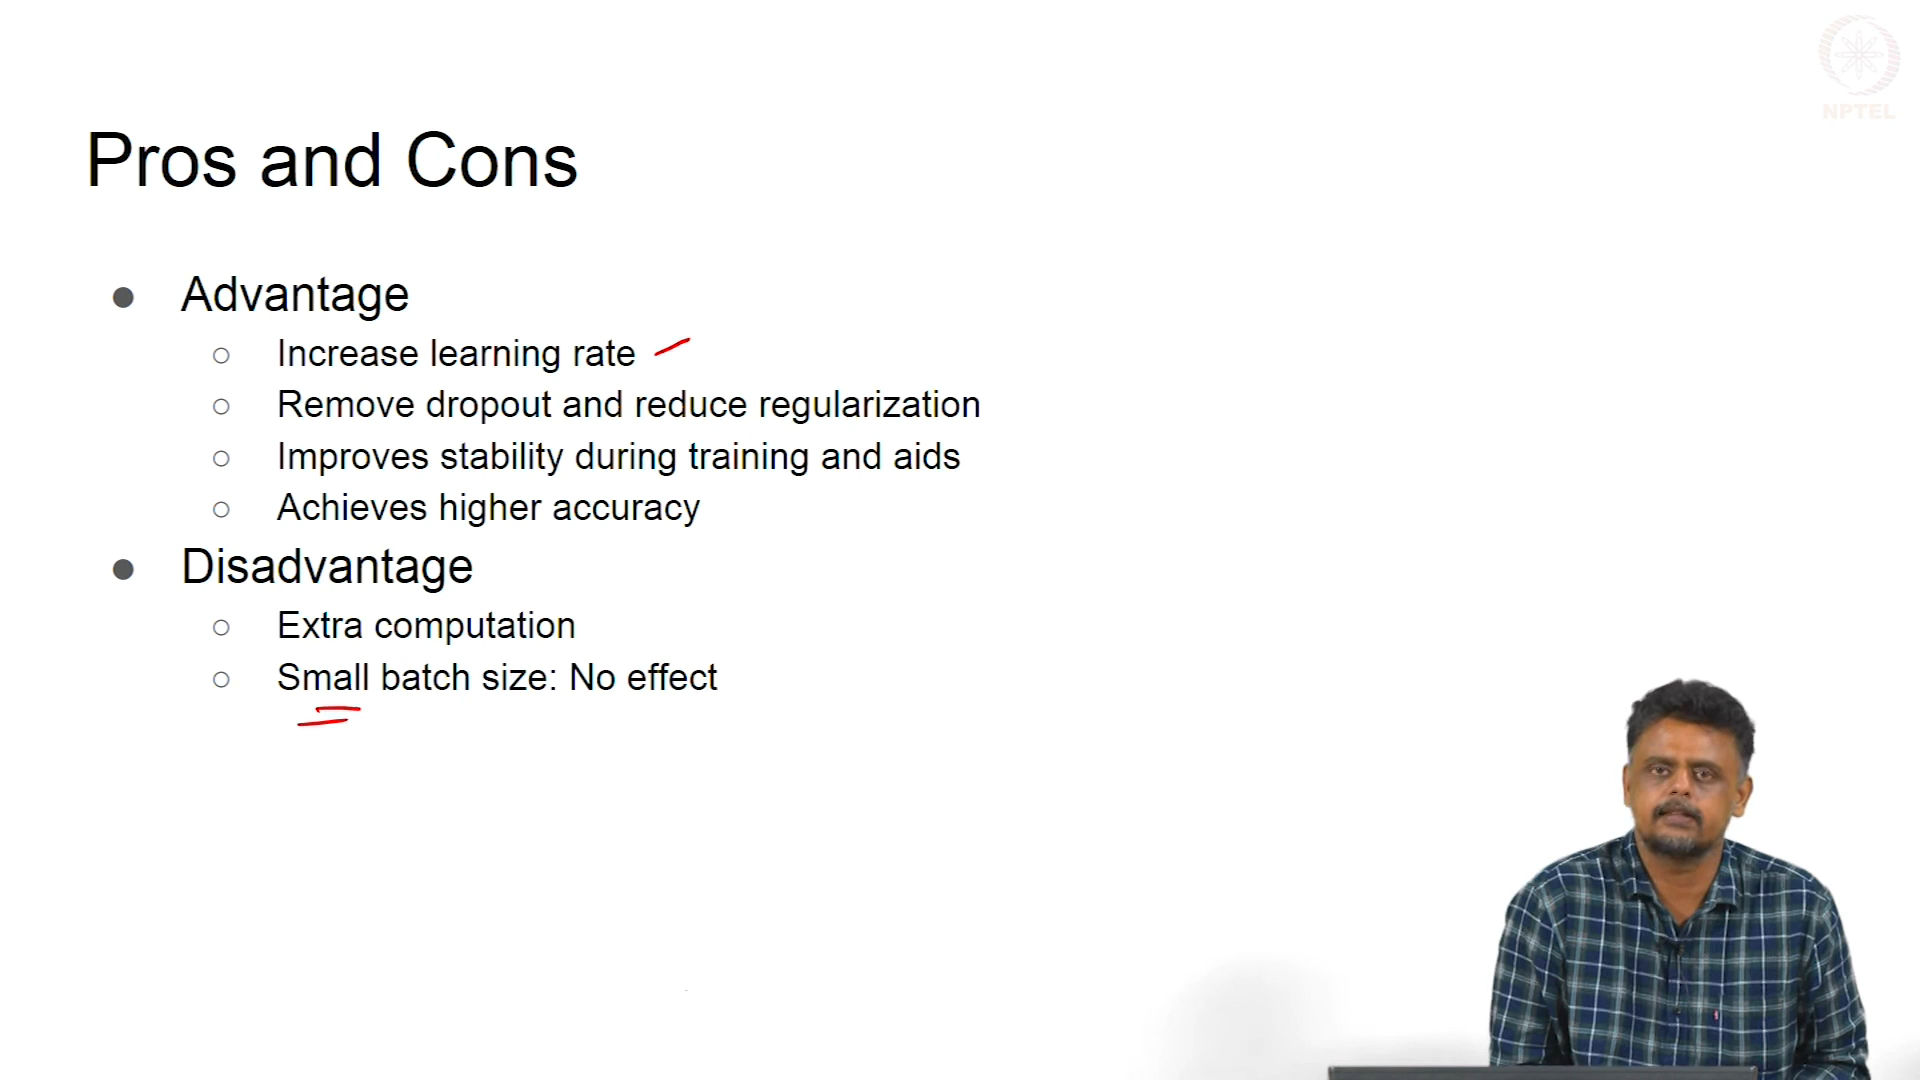 NPTEL
Pros and Cons
● Advantage
○ Increase learning rate
○ Remove dropout and reduce regularization
○ Improves stability during training and aids
○ Achieves higher accuracy
● Disadvantage
○ Extra computation
○ Small batch size: No effect